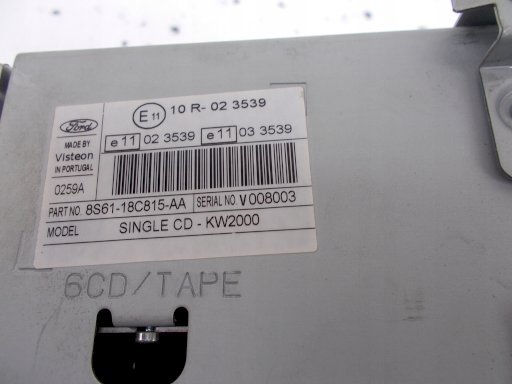 E 11 10 R- 02 3539
Ford
MADE BY
Visteon
IN PORTUGAL
e 11 02 3539 e 11 03 3539
0259A
PART NO. 8S61-18C815-AA SERIAL NO. V 008003
MODEL SINGLE CD - KW2000
6CD/TAPE